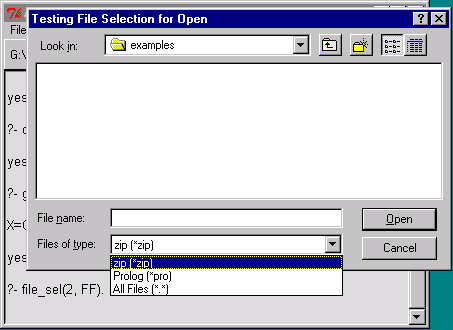 Testing File Selection for Open
File
Look in:
examples
G:\
yes
?-
yes
?- g
File name:
Open
X=
Files of type:
zip (*zip)
Cancel
yes
zip (*zip)
Prolog (*pro)
?- file_sel(2, FF).
All Files (*.*)